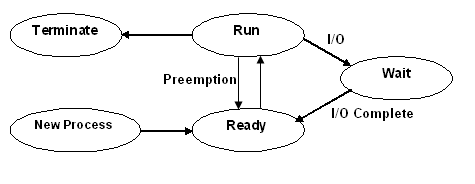 Terminate
Run
I/O
Wait
Preemption
I/O Complete
New Process
Ready